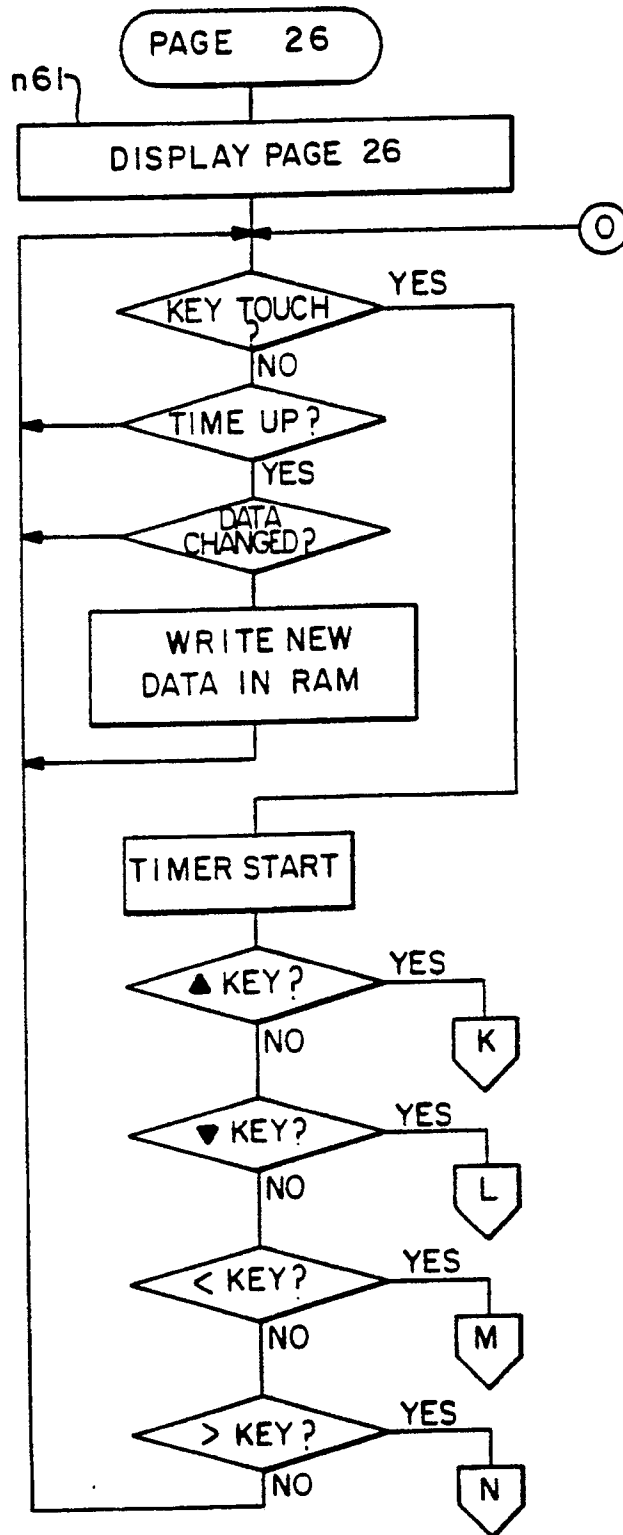 PAGE 26
n61
DISPLAY PAGE 26
O
KEY TOUCH
?
YES
NO
TIME UP?
YES
DATA
CHANGED?
WRITE NEW
DATA IN RAM
TIMER START
▲ KEY?
YES
K
NO
▼ KEY?
YES
L
NO
< KEY?
YES
M
NO
> KEY?
YES
N
NO